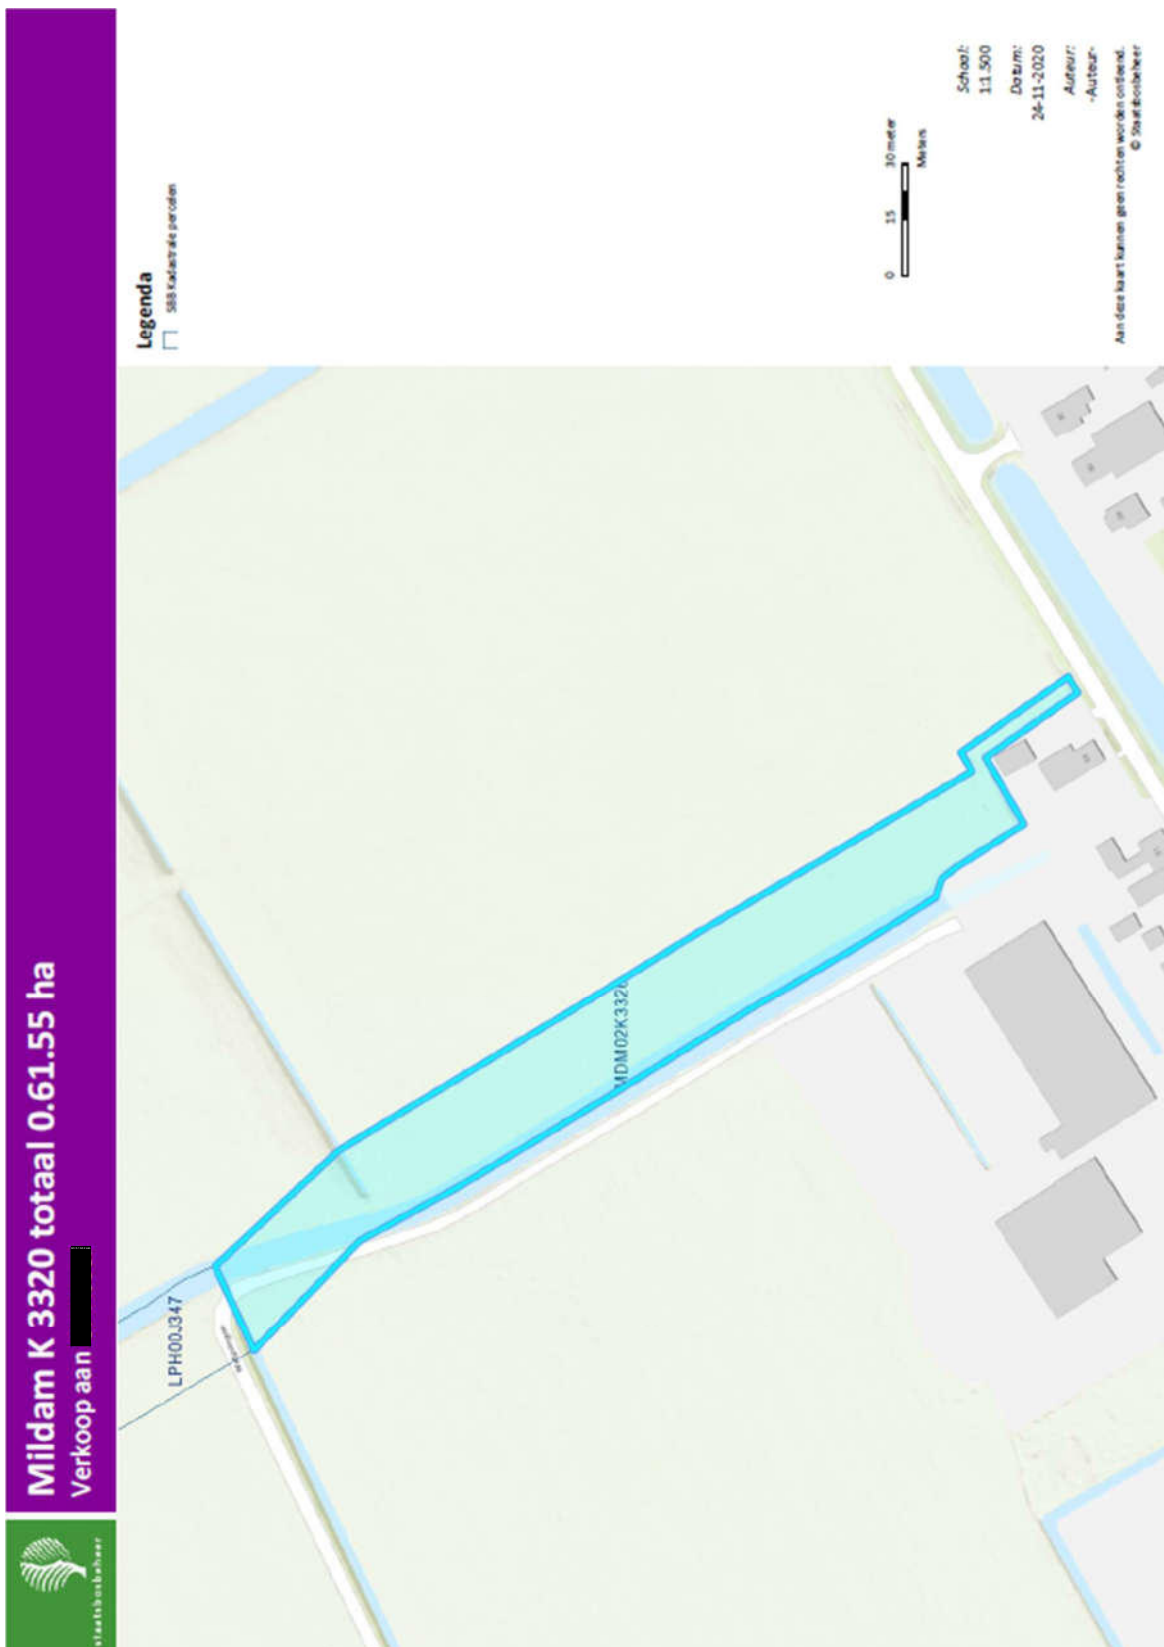 staatsbosbeheer
Mildam K 3320 totaal 0.61.55 ha
Verkoop aan
Legenda
SBB Kadastrale percelen
LPH00J347
MDM02K3320
0 15 30 meter
Meters
Schaal:
1:1.500
Datum:
24-11-2020
Auteur:
-Auteur-
Aan deze kaart kunnen geen rechten worden ontleend.
© Staatsbosbeheer